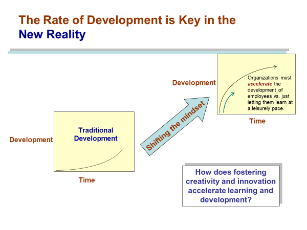 The Rate of Development is Key in the
New Reality
Development
Organizations must
accelerate the
development of
employees vs. just
letting them learn at
a leisurely pace.
Time
Shifting the mindset
Traditional
Development
Development
Time
How does fostering
creativity and innovation
accelerate learning and
development?